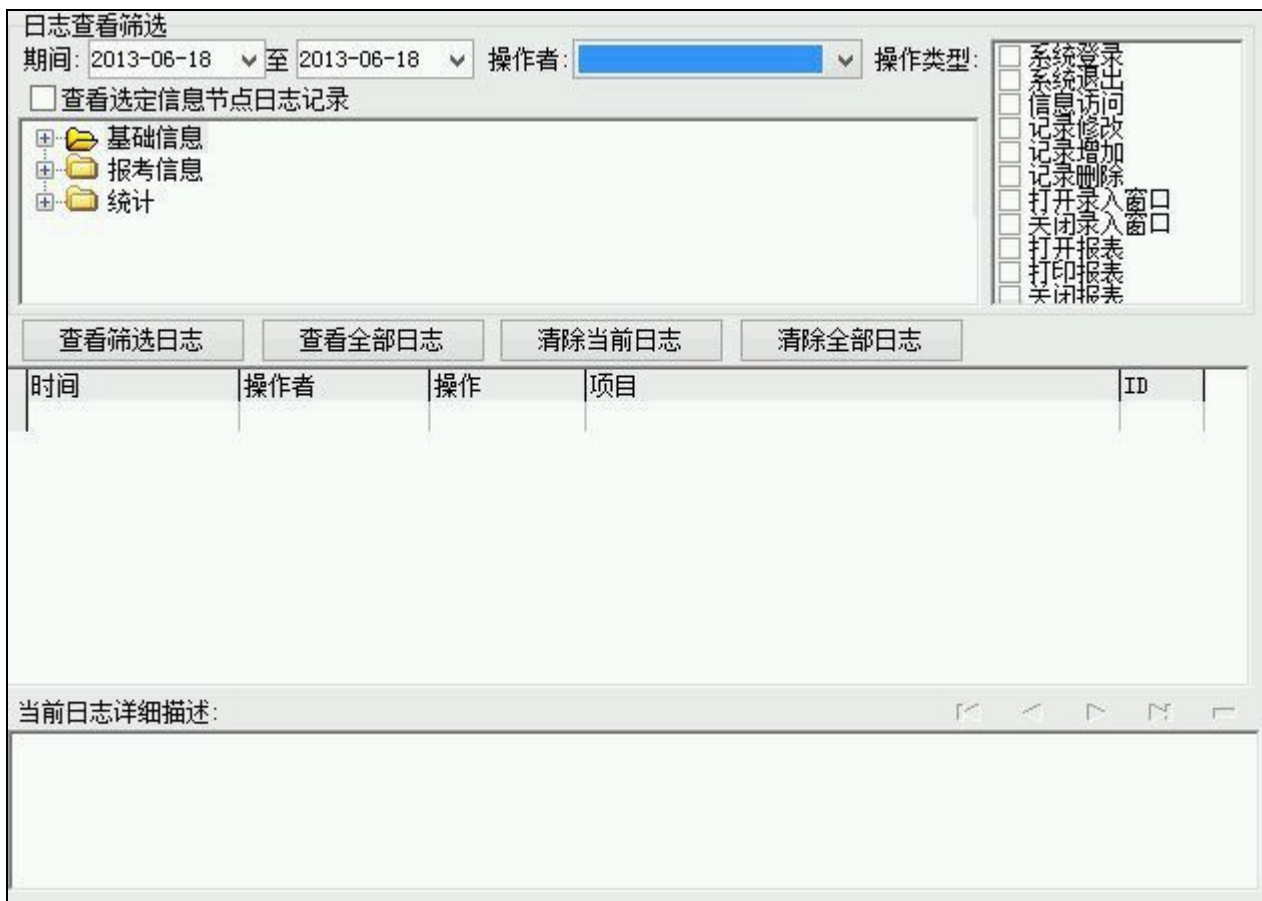 日志查看筛选
期间: 2013-06-18 至 2013-06-18 操作者: 操作类型:
查看选定信息节点日志记录
基础信息
报考信息
统计
系统登录
系统退出
信息访问
记录修改
记录增加
记录删除
打开录入窗口
关闭录入窗口
打开报表
打印报表
关闭报表
查看筛选日志 查看全部日志 清除当前日志 清除全部日志
时间 操作者 操作 项目 ID
当前日志详细描述: